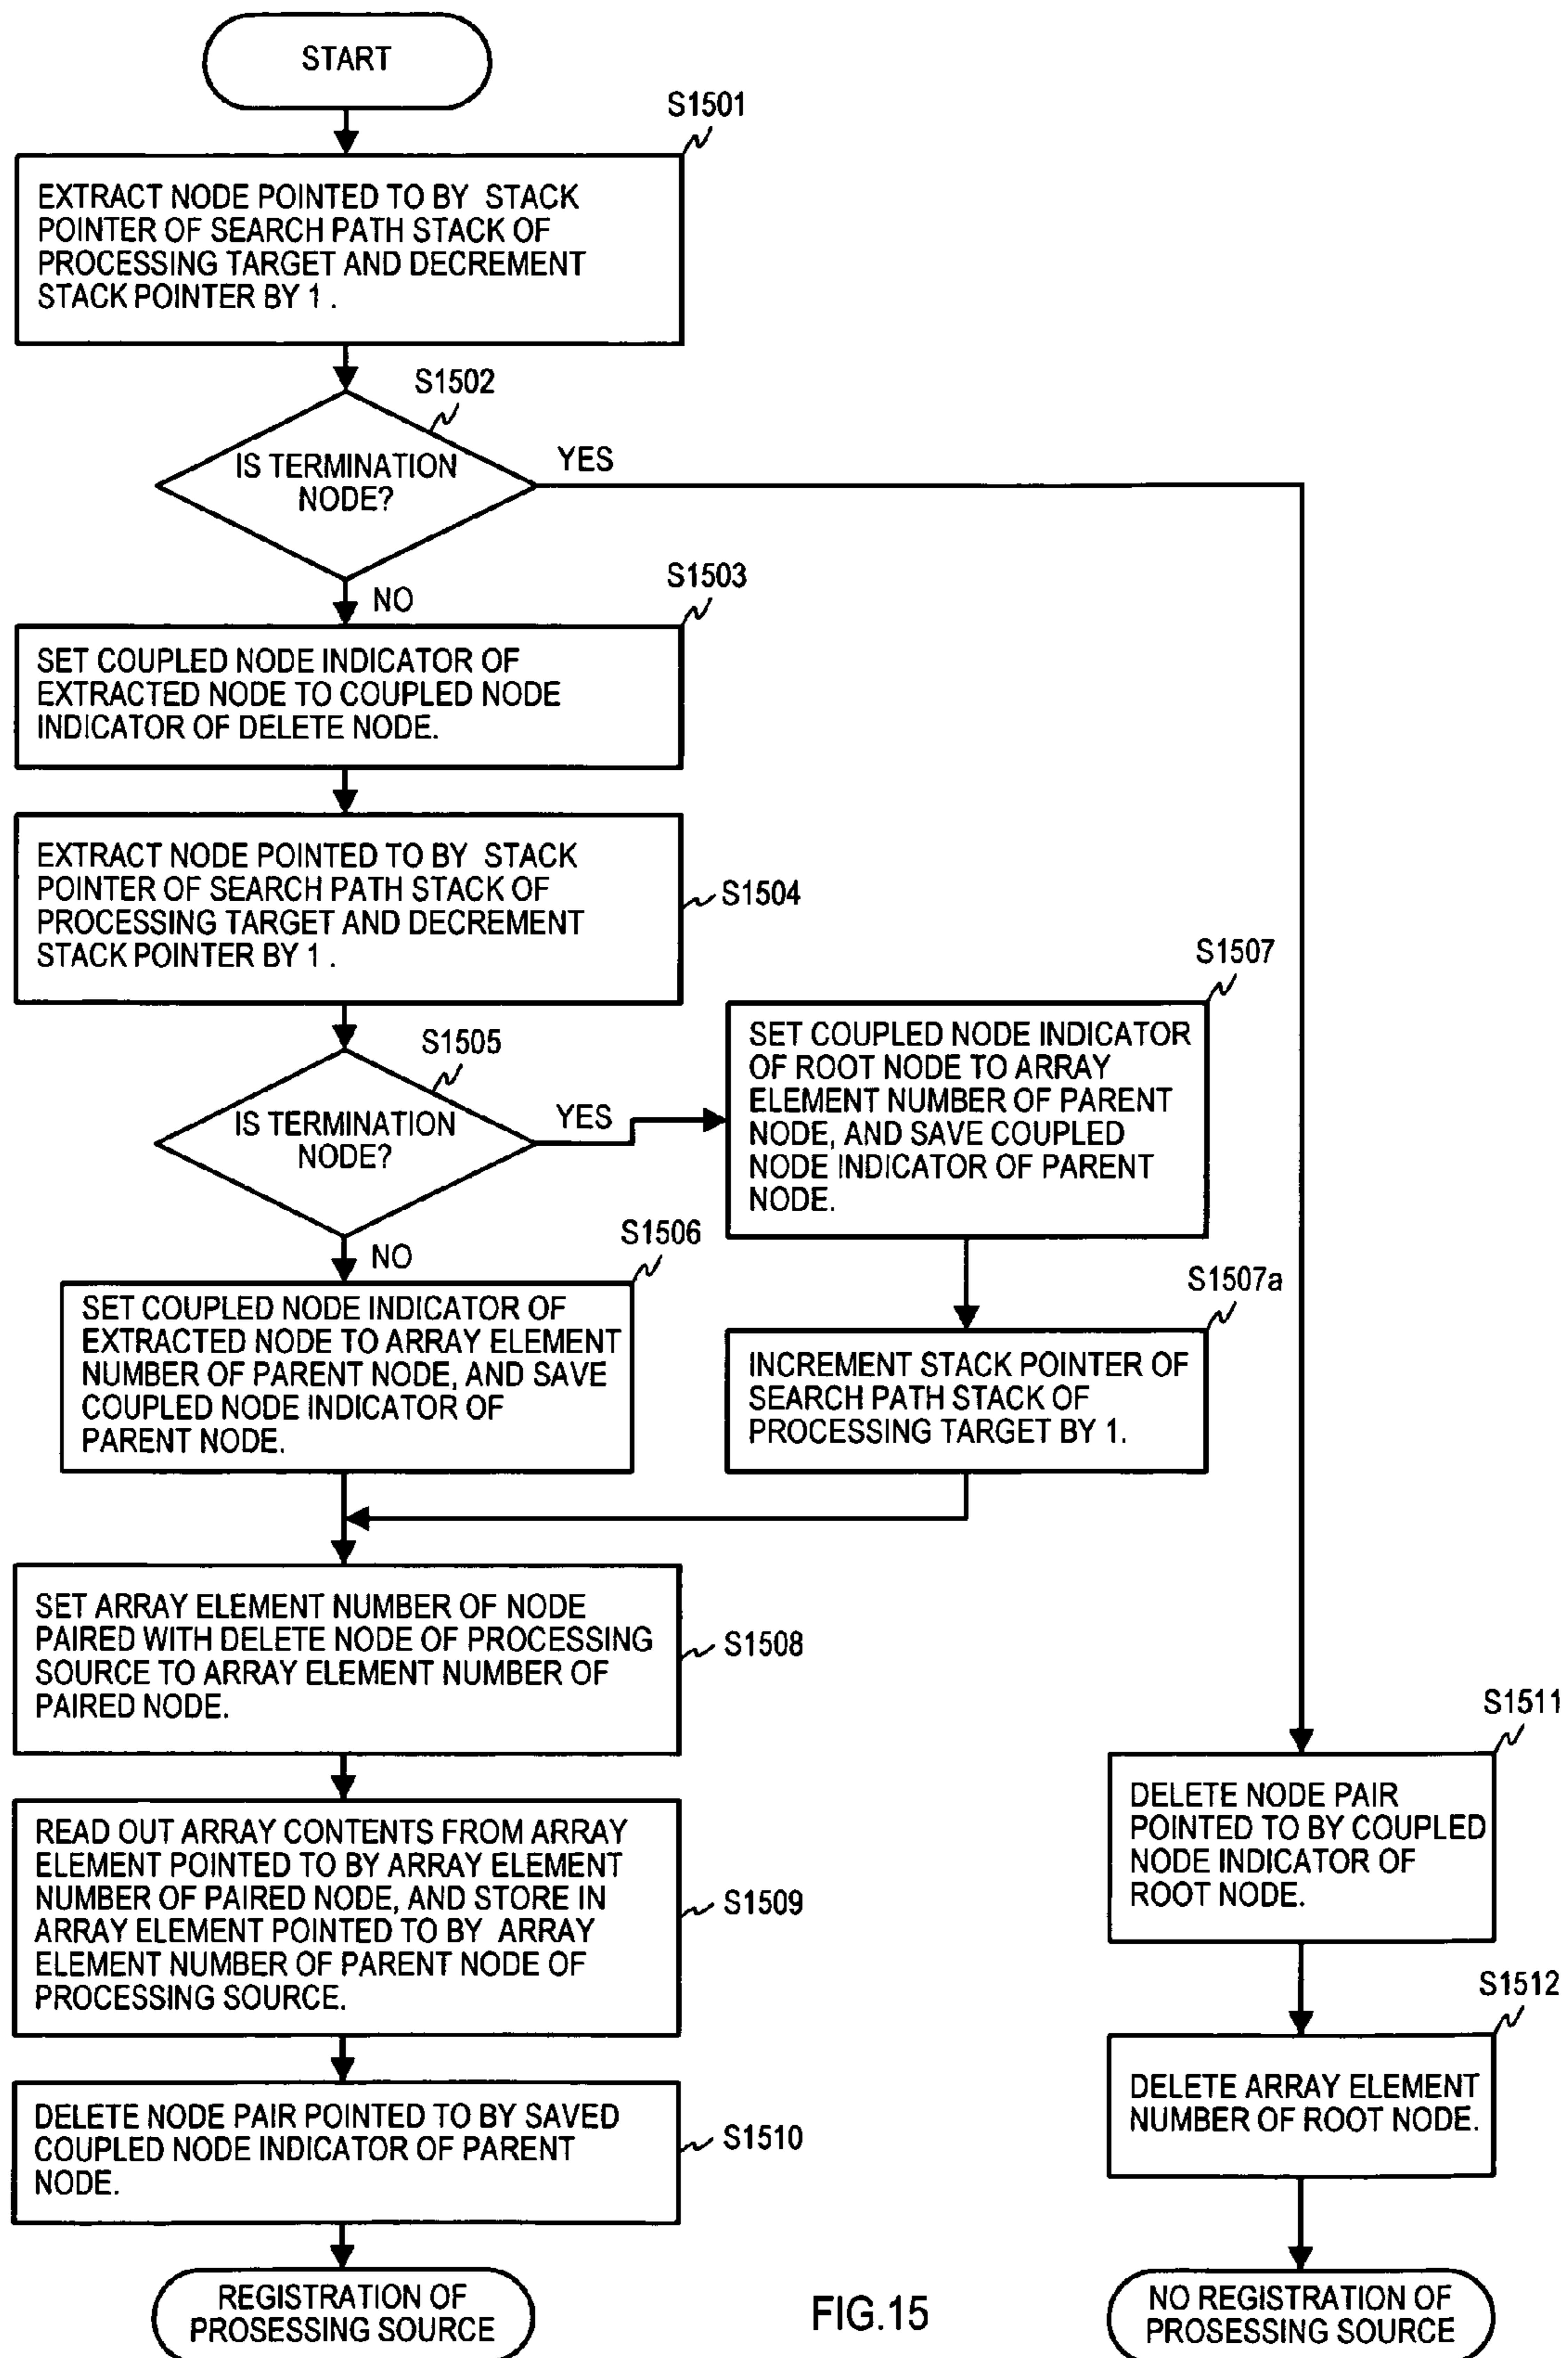 START
S1501
EXTRACT NODE POINTED TO BY STACK
POINTER OF SEARCH PATH STACK OF
PROCESSING TARGET AND DECREMENT
STACK POINTER BY 1 .
S1502
IS TERMINATION
NODE?
YES
NO
S1503
SET COUPLED NODE INDICATOR OF
EXTRACTED NODE TO COUPLED NODE
INDICATOR OF DELETE NODE.
EXTRACT NODE POINTED TO BY STACK
POINTER OF SEARCH PATH STACK OF
PROCESSING TARGET AND DECREMENT
STACK POINTER BY 1 .
S1504
S1505
IS TERMINATION
NODE?
YES
NO
S1507
SET COUPLED NODE INDICATOR
OF ROOT NODE TO ARRAY
ELEMENT NUMBER OF PARENT
NODE, AND SAVE COUPLED
NODE INDICATOR OF PARENT
NODE.
S1506
SET COUPLED NODE INDICATOR OF
EXTRACTED NODE TO ARRAY ELEMENT
NUMBER OF PARENT NODE, AND SAVE
COUPLED NODE INDICATOR OF
PARENT NODE.
S1507a
INCREMENT STACK POINTER OF
SEARCH PATH STACK OF
PROCESSING TARGET BY 1.
SET ARRAY ELEMENT NUMBER OF NODE
PAIRED WITH DELETE NODE OF PROCESSING
SOURCE TO ARRAY ELEMENT NUMBER OF
PAIRED NODE.
S1508
READ OUT ARRAY CONTENTS FROM ARRAY
ELEMENT POINTED TO BY ARRAY ELEMENT
NUMBER OF PAIRED NODE, AND STORE IN
ARRAY ELEMENT POINTED TO BY ARRAY
ELEMENT NUMBER OF PARENT NODE OF
PROCESSING SOURCE.
S1509
DELETE NODE PAIR POINTED TO BY SAVED
COUPLED NODE INDICATOR OF PARENT
NODE.
S1510
REGISTRATION OF
PROSESSING SOURCE
S1511
DELETE NODE PAIR
POINTED TO BY COUPLED
NODE INDICATOR OF
ROOT NODE.
S1512
DELETE ARRAY ELEMENT
NUMBER OF ROOT NODE.
NO REGISTRATION OF
PROSESSING SOURCE
FIG.15